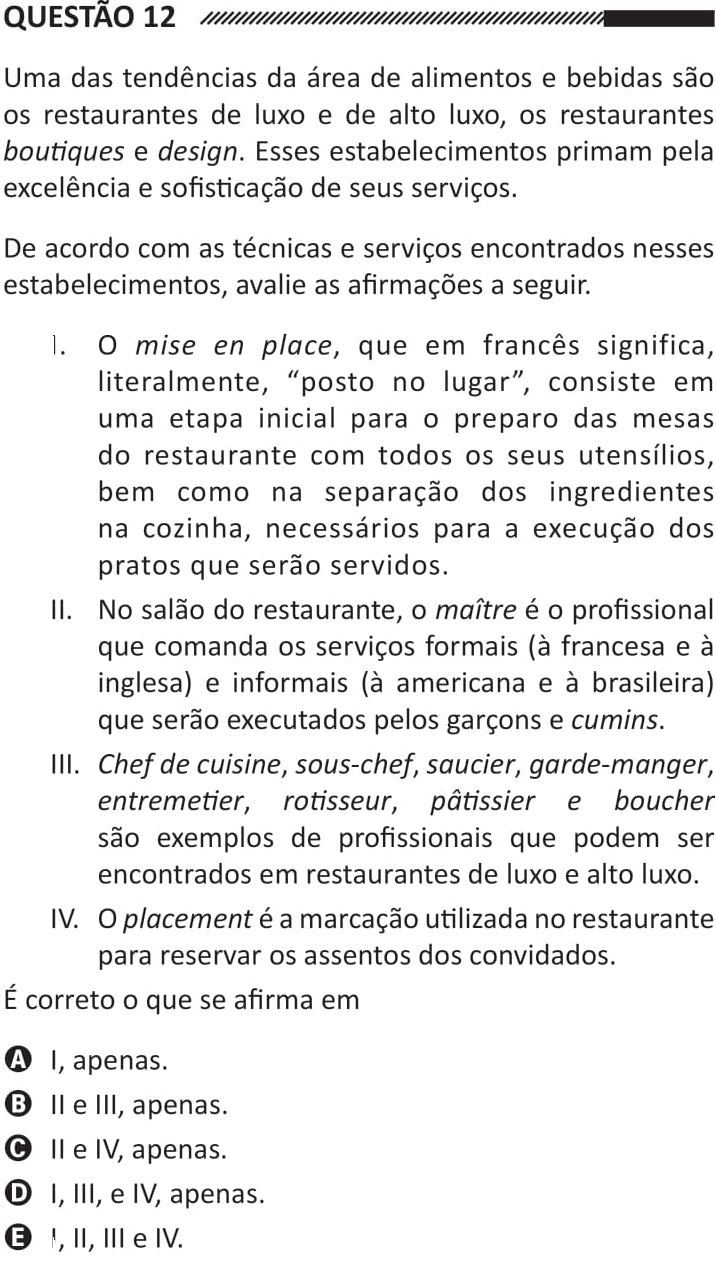 QUESTÃO 12
Uma das tendências da área de alimentos e bebidas são
os restaurantes de luxo e de alto luxo, os restaurantes
boutiques e design. Esses estabelecimentos primam pela
excelência e sofisticação de seus serviços.
De acordo com as técnicas e serviços encontrados nesses
estabelecimentos, avalie as afirmações a seguir.
I. O mise en place, que em francês significa,
literalmente, “posto no lugar”, consiste em
uma etapa inicial para o preparo das mesas
do restaurante com todos os seus utensílios,
bem como na separação dos ingredientes
na cozinha, necessários para a execução dos
pratos que serão servidos.
II. No salão do restaurante, o maître é o profissional
que comanda os serviços formais (à francesa e à
inglesa) e informais (à americana e à brasileira)
que serão executados pelos garçons e cumins.
III. Chef de cuisine, sous-chef, saucier, garde-manger,
entremetier, rotisseur, pâtissier e boucher
são exemplos de profissionais que podem ser
encontrados em restaurantes de luxo e alto luxo.
IV. O placement é a marcação utilizada no restaurante
para reservar os assentos dos convidados.
É correto o que se afirma em
A I, apenas.
B II e III, apenas.
C II e IV, apenas.
D I, III, e IV, apenas.
E I, II, III e IV.